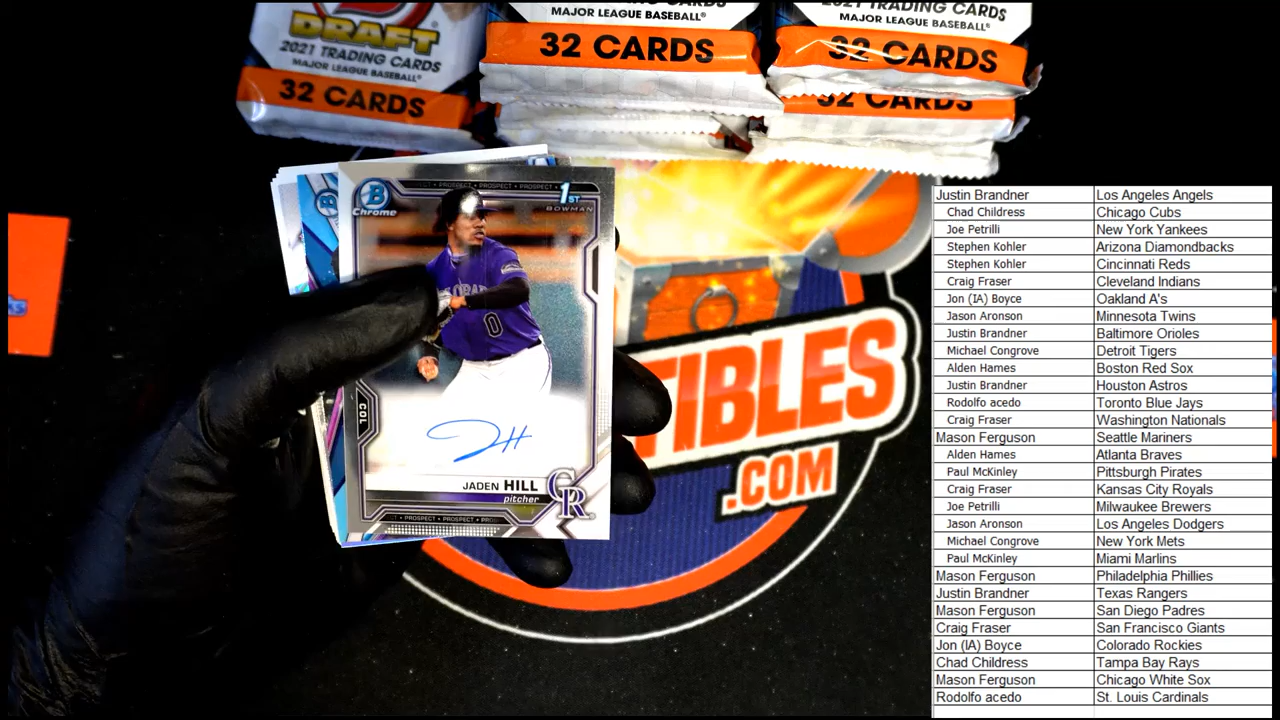 DRAFT
2021 TRADING CARDS
MAJOR LEAGUE BASEBALL®
32 CARDS
MAJOR LEAGUE BASEBALL®
32 CARDS
2021 TRADING CARDS
MAJOR LEAGUE BASEBALL®
32 CARDS
32 CARDS
B
Chrome
PROSPECT • PROSPECT • PROSPECT • PROSPECT
1ST
BOWMAN
0
COL
JADEN HILL
pitcher
CR
PROSPECT • PROSPECT
TIBLES
.COM
Justin Brandner Los Angeles Angels
Chad Childress Chicago Cubs
Joe Petrilli New York Yankees
Stephen Kohler Arizona Diamondbacks
Stephen Kohler Cincinnati Reds
Craig Fraser Cleveland Indians
Jon (IA) Boyce Oakland A's
Jason Aronson Minnesota Twins
Justin Brandner Baltimore Orioles
Michael Congrove Detroit Tigers
Alden Hames Boston Red Sox
Justin Brandner Houston Astros
Rodolfo acedo Toronto Blue Jays
Craig Fraser Washington Nationals
Mason Ferguson Seattle Mariners
Alden Hames Atlanta Braves
Paul McKinley Pittsburgh Pirates
Craig Fraser Kansas City Royals
Joe Petrilli Milwaukee Brewers
Jason Aronson Los Angeles Dodgers
Michael Congrove New York Mets
Paul McKinley Miami Marlins
Mason Ferguson Philadelphia Phillies
Justin Brandner Texas Rangers
Mason Ferguson San Diego Padres
Craig Fraser San Francisco Giants
Jon (IA) Boyce Colorado Rockies
Chad Childress Tampa Bay Rays
Mason Ferguson Chicago White Sox
Rodolfo acedo St. Louis Cardinals